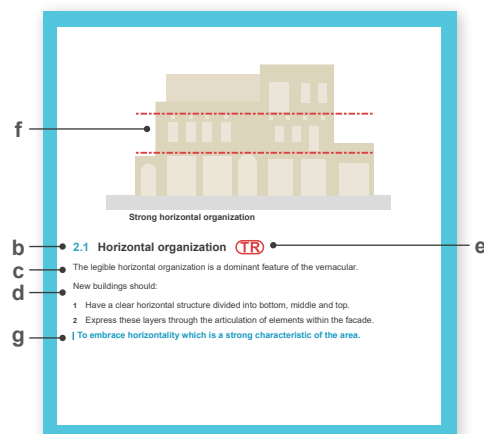 f
Strong horizontal organization
b 2.1 Horizontal organization TR e
c The legible horizontal organization is a dominant feature of the vernacular.
d New buildings should:
1 Have a clear horizontal structure divided into bottom, middle and top.
2 Express these layers through the articulation of elements within the facade.
g To embrace horizontality which is a strong characteristic of the area.